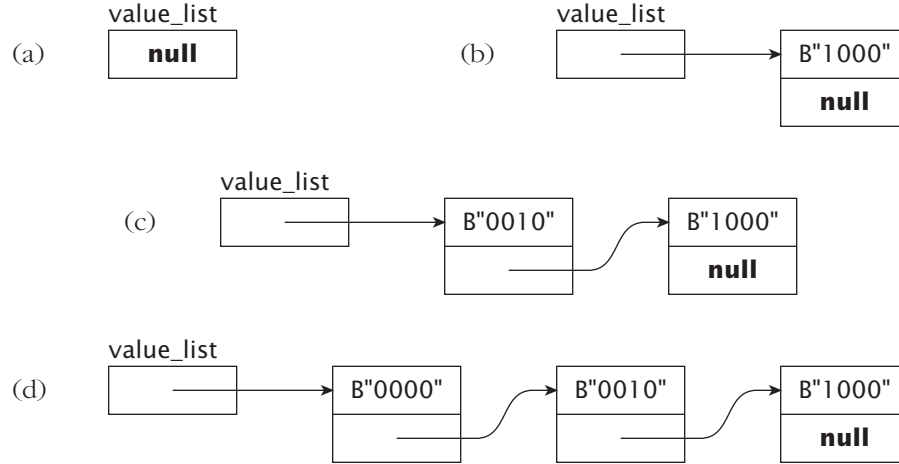 value_list
(a)
null
value_list
(b)
B"1000"
null
value_list
(c)
B"0010"
B"1000"
null
value_list
(d)
B"0000"
B"0010"
B"1000"
null